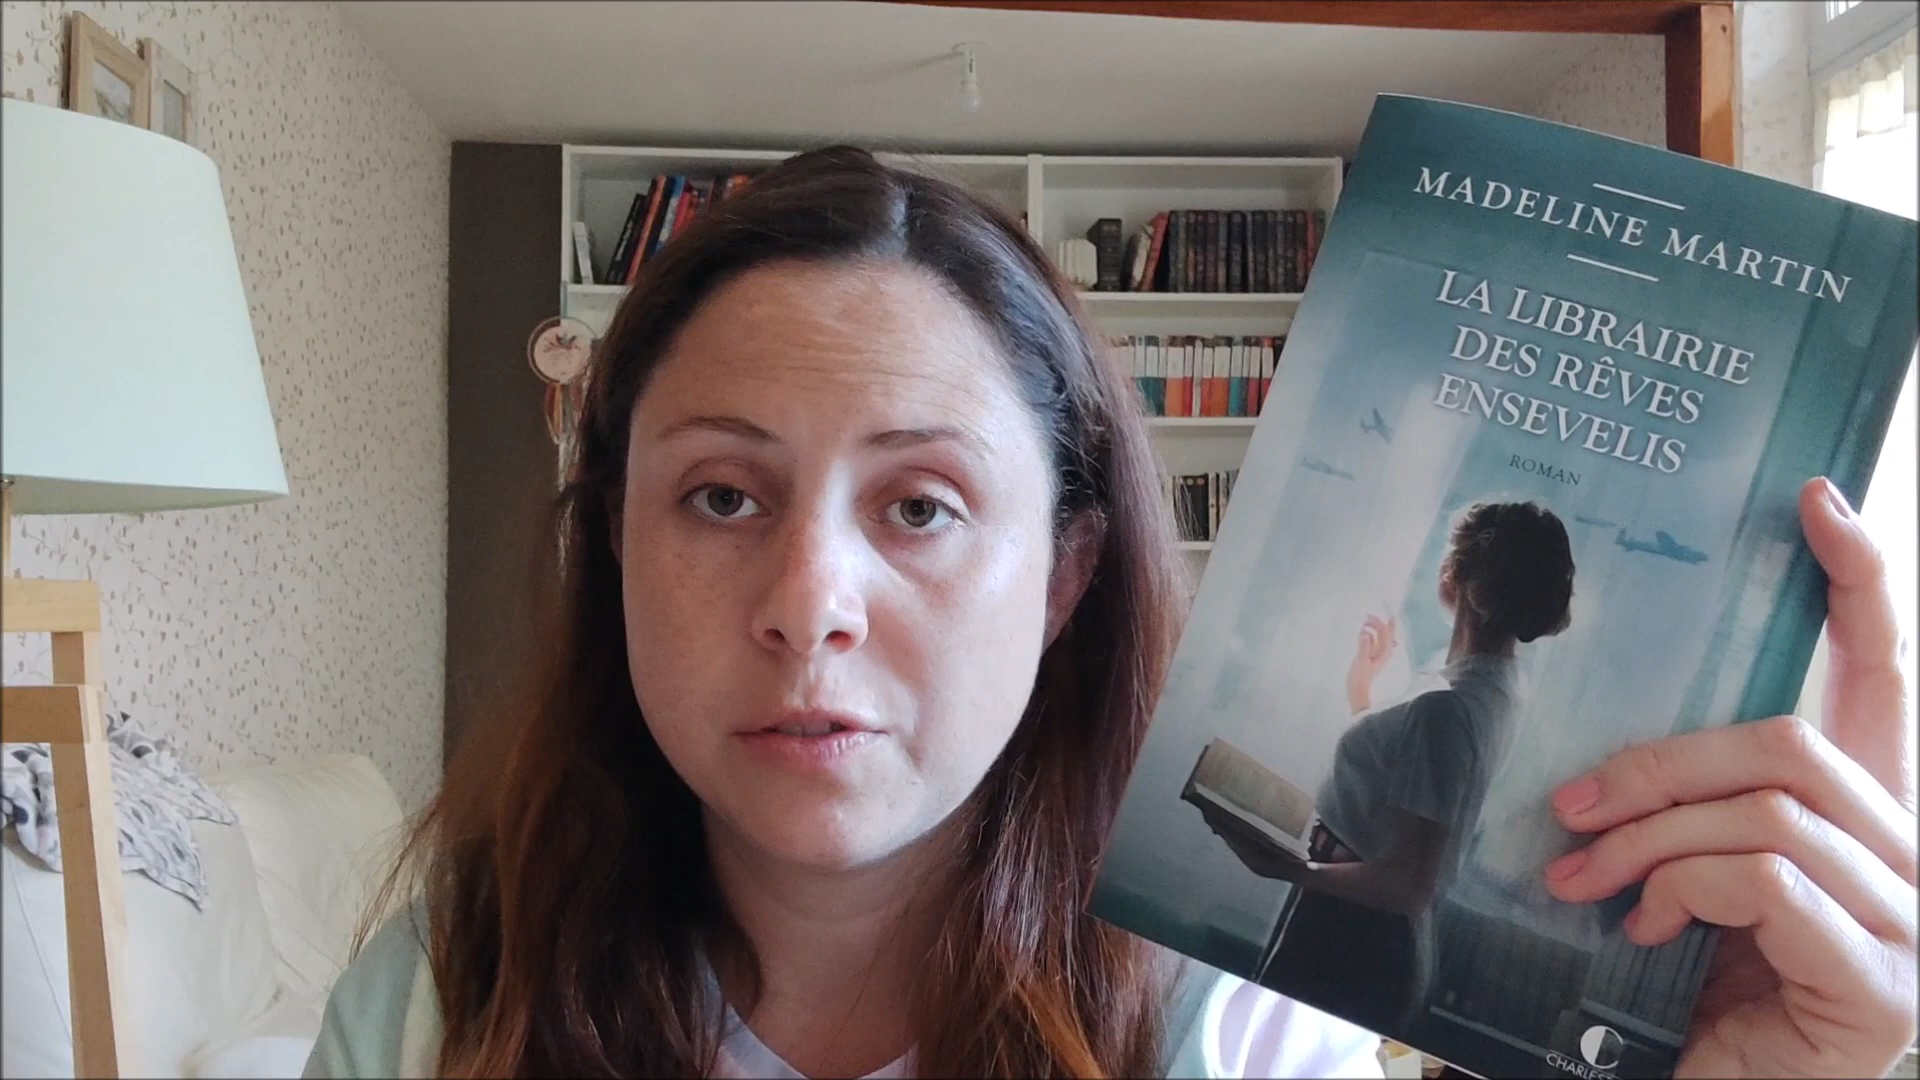 MADELINE MARTIN
LA LIBRAIRIE
DES RÊVES
ENSEVELIS
ROMAN